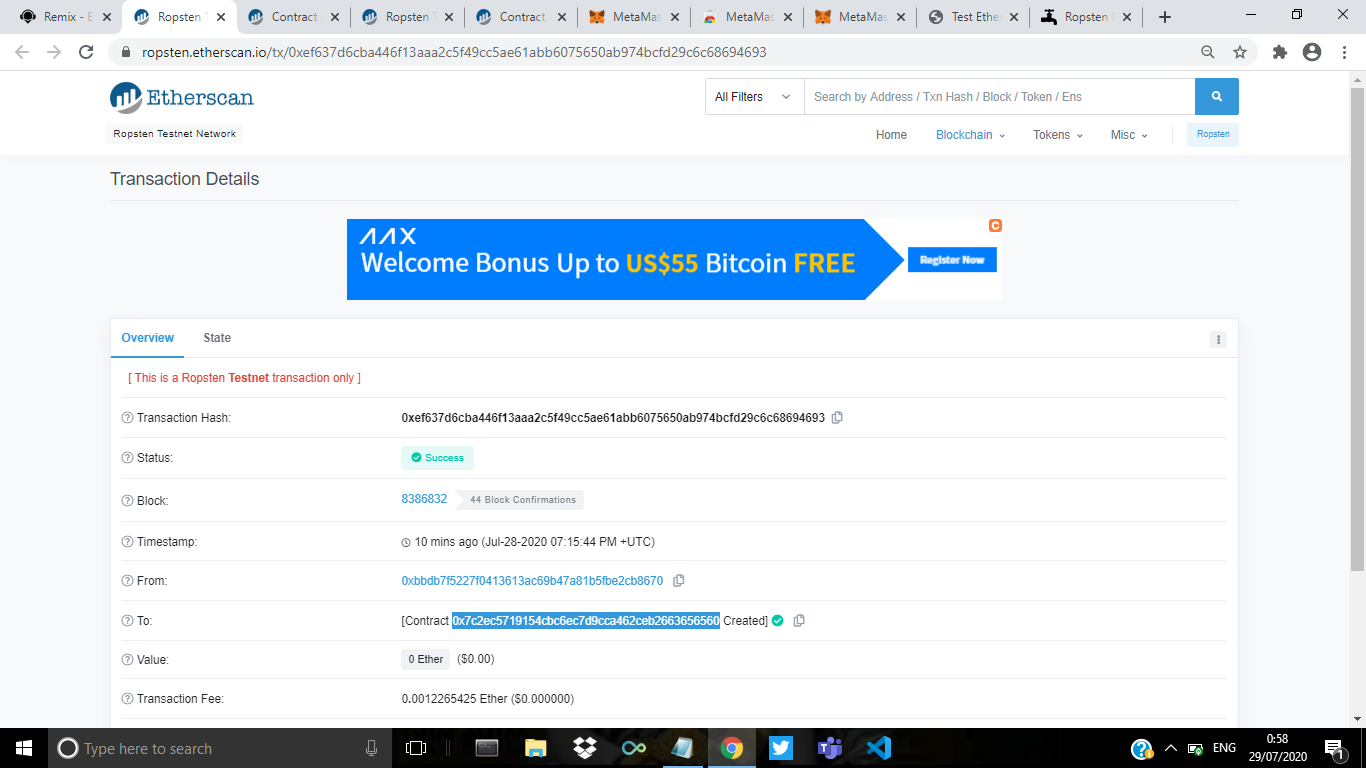 Remix - E
Ropsten T
Contract
Ropsten T
Contract
MetaMas
MetaMas
MetaMas
Test Ethe
Ropsten
ropsten.etherscan.io/tx/0xef637d6cba446f13aaa2c5f49cc5ae61abb6075650ab974bcfd29c6c68694693
Etherscan
All Filters
Search by Address / Txn Hash / Block / Token / Ens
Ropsten Testnet Network
Home
Blockchain
Tokens
Misc
Ropsten
Transaction Details
AAX
Welcome Bonus Up to US$55 Bitcoin FREE
Register Now
C
Overview
State
[ This is a Ropsten Testnet transaction only ]
Transaction Hash:
0xef637d6cba446f13aaa2c5f49cc5ae61abb6075650ab974bcfd29c6c68694693
Status:
Success
Block:
8386832
44 Block Confirmations
Timestamp:
10 mins ago (Jul-28-2020 07:15:44 PM +UTC)
From:
0xbbdb7f5227f0413613ac69b47a81b5fbe2cb8670
To:
[Contract 0x7c2ec5719154cbc6ec7d9cca462ceb2663656560 Created]
Value:
0 Ether ($0.00)
Transaction Fee:
0.0012265425 Ether ($0.000000)
Type here to search
ENG
0:58
29/07/2020
1